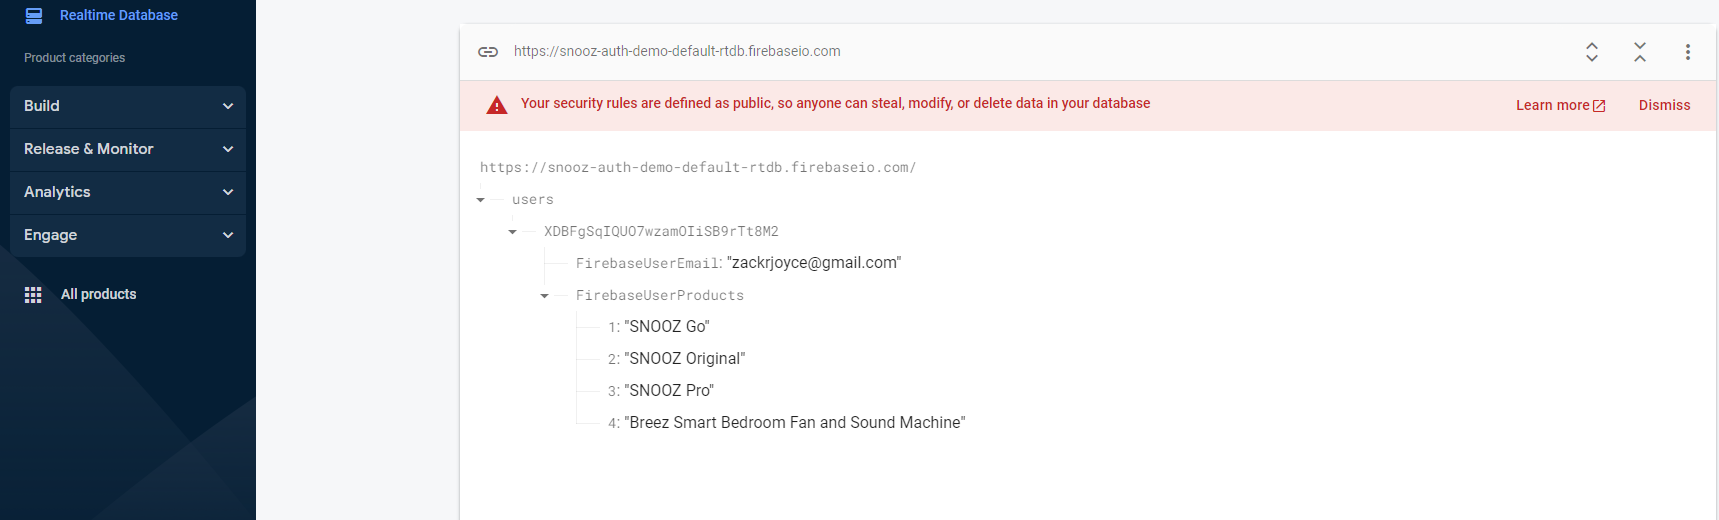 Realtime Database
Product categories
Build
Release & Monitor
Analytics
Engage
All products
https://snooz-auth-demo-default-rtdb.firebaseio.com
Your security rules are defined as public, so anyone can steal, modify, or delete data in your database
Learn more
Dismiss
https://snooz-auth-demo-default-rtdb.firebaseio.com/
users
XDBFgSqIQUO7wzamOIiSB9rTt8M2
FirebaseUserEmail: "zackrjoyce@gmail.com"
FirebaseUserProducts
1: "SNOOZ Go"
2: "SNOOZ Original"
3: "SNOOZ Pro"
4: "Breez Smart Bedroom Fan and Sound Machine"